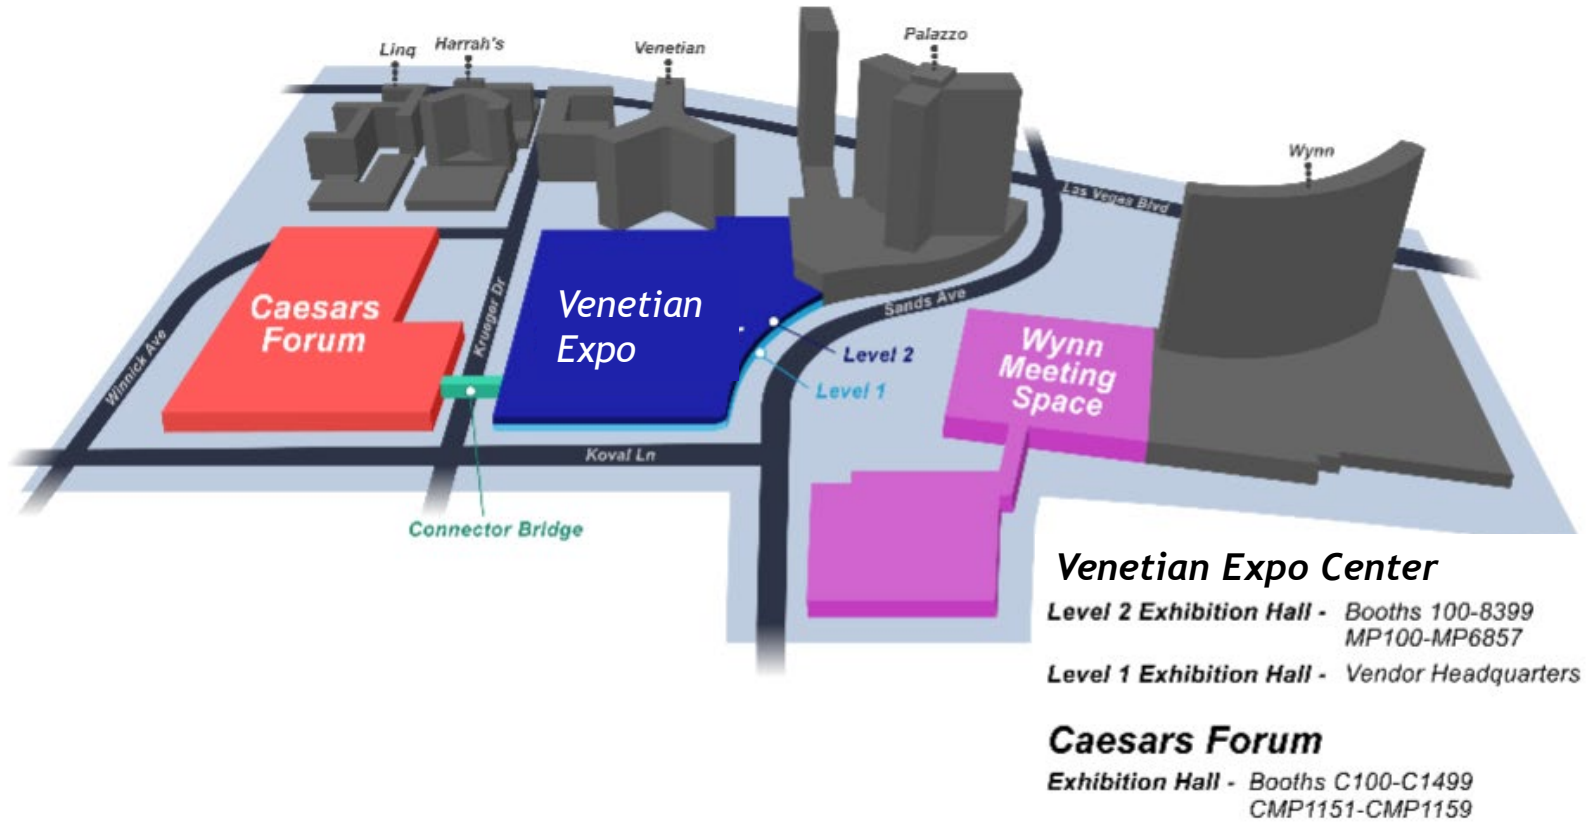 Linq
Harrah's
Venetian
Palazzo
Wynn
Las Vegas Blvd
Caesars
Forum
Venetian
Expo
Krueger Dr
Winnick Ave
Sands Ave
Level 2
Level 1
Wynn
Meeting
Space
Koval Ln
Connector Bridge
Venetian Expo Center
Level 2 Exhibition Hall - Booths 100-8399
MP100-MP6857
Level 1 Exhibition Hall - Vendor Headquarters
Caesars Forum
Exhibition Hall - Booths C100-C1499
CMP1151-CMP1159